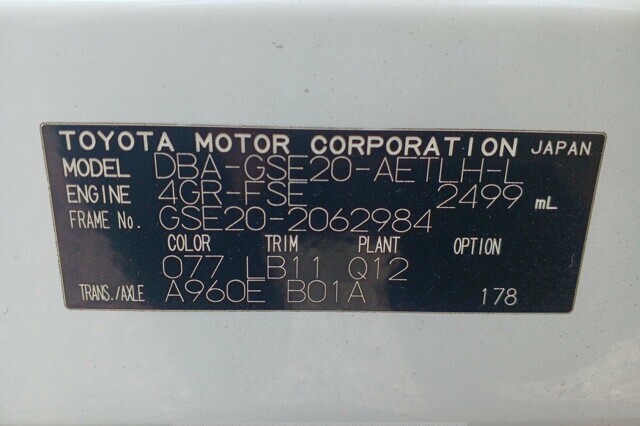 TOYOTA MOTOR CORPORATION JAPAN
MODEL DBA-GSE20-AETLH-L
ENGINE 4GR-FSE 2499 mL
FRAME No. GSE20-2062984
COLOR TRIM PLANT OPTION
077 LB11 Q12
TRANS./AXLE A960E B01A 178